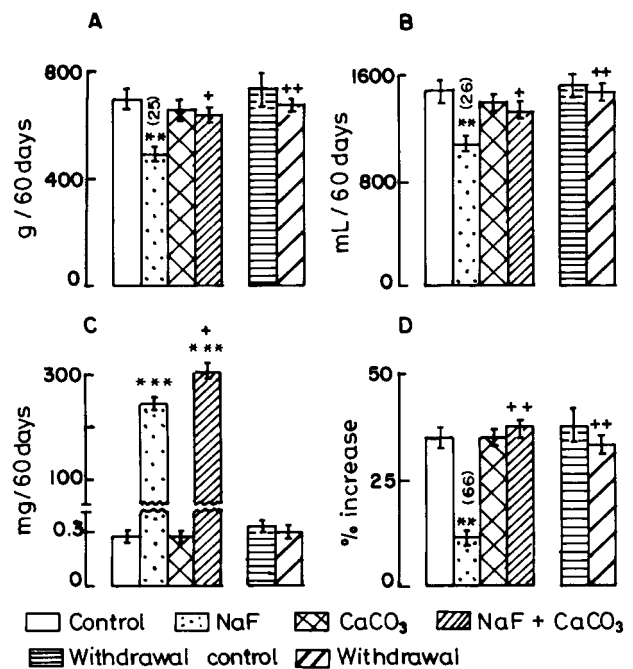 A
800
400
0
g / 60 days
** (25)
+
++
B
1600
800
0
mL / 60 days
** (26)
+
++
C
300
100
0.3
0
mg/60 days
***
+
***
D
50
25
0
% increase
** (66)
++
++
Control NaF CaCO₃ NaF + CaCO₃
Withdrawal control Withdrawal